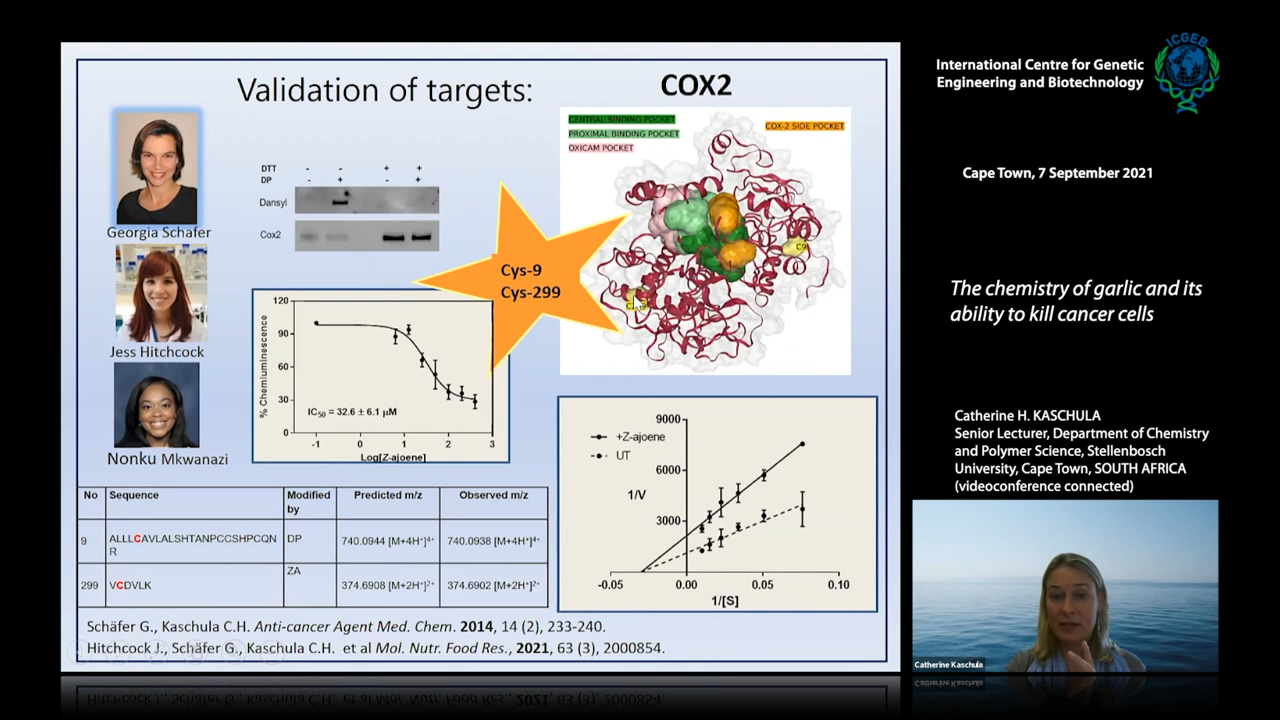 Validation of targets:
COX2
Georgia Schafer
Jess Hitchcock
Nonku Mkwanazi
DTT - - + +
DP - + - +
Dansyl
Cox2
CENTRAL BINDING POCKET
PROXIMAL BINDING POCKET
OXICAM POCKET
COX-2 SIDE POCKET
C9
Cys-9
Cys-299
% Chemiluminescence
120
90
60
30
0
IC50 = 32.6 ± 6.1 µM
-1 0 1 2 3
Log[Z-ajoene]
+Z-ajoene
UT
1/V
9000
6000
3000
-0.05 0.00 0.05 0.10
1/[S]
No Sequence Modified by Predicted m/z Observed m/z
9 ALLLCAVLALSHTANPCCSHPCQN
R DP 740.0944 [M+4H+]4+ 740.0938 [M+4H+]4+
299 VCDVLK ZA 374.6908 [M+2H+]2+ 374.6902 [M+2H+]2+
Schäfer G., Kaschula C.H. Anti-cancer Agent Med. Chem. 2014, 14 (2), 233-240.
Hitchcock J., Schäfer G., Kaschula C.H. et al Mol. Nutr. Food Res., 2021, 63 (3), 2000854.
International Centre for Genetic
Engineering and Biotechnology
ICGEB
Cape Town, 7 September 2021
The chemistry of garlic and its
ability to kill cancer cells
Catherine H. KASCHULA
Senior Lecturer, Department of Chemistry
and Polymer Science, Stellenbosch
University, Cape Town, SOUTH AFRICA
(videoconference connected)
Catherine Kaschula